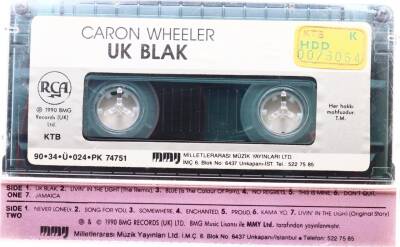 CARON WHEELER
UK BLAK
KTB K
HDD
00/5054
RCA
® © 1990 BMG
Records (UK)
Ltd.
KTB
Her hakkı
mahfuzdur.
T.M.
90•34•Ü•024•PK 74751
mmy MİLLETLERARASI MÜZİK YAYINLARI LTD.
İMÇ 6. Blok No: 6437 Unkapanı-İST. Tel.: 522 75 85
SIDE ONE
1. UK BLAK 2. LIVIN' IN THE LIGHT (The Remix) 3. BLUE (Is The Colour Of Pain) 4. NO REGRETS. 5. THIS IS MINE. 6. DON'T QUIT.
7. JAMAICA
SIDE TWO
1. NEVER LONELY. 2. SONG FOR YOU. 3. SOMEWHERE. 4. ENCHANTED. 5. PROUD. 6. KAMA YO. 7. LIVIN' IN THE LIGHT (Original Story)
mmy ® & © 1990 BMG RECORDS (UK) LTD. BMG Music Lisansı ile MMY Ltd. tarafından yayınlanmıştır.
Milletlerarası Müzik Yayınları Ltd. İ.M.Ç. 6. Blok No: 6437 Unkapanı-İstanbul • Telefon: 522 75 85